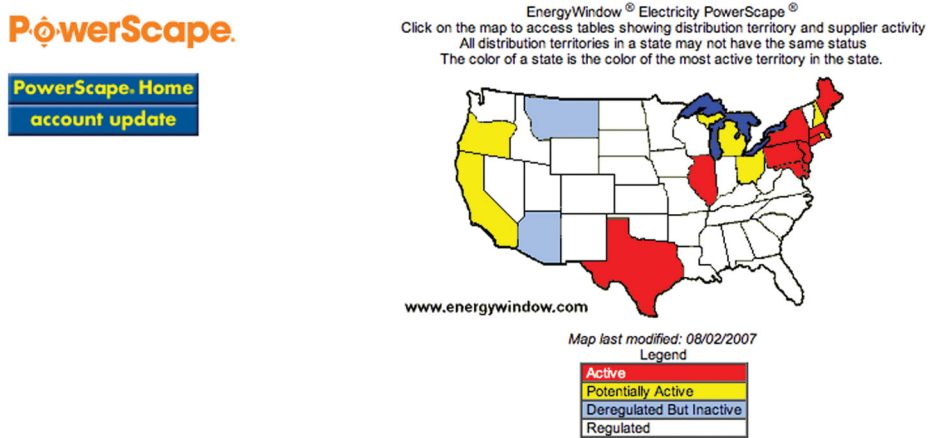 PowerScape.
PowerScape® Home
account update
EnergyWindow ® Electricity PowerScape ®
Click on the map to access tables showing distribution territory and supplier activity
All distribution territories in a state may not have the same status
The color of a state is the color of the most active territory in the state.
www.energywindow.com
Map last modified: 08/02/2007
Legend
Active
Potentially Active
Deregulated But Inactive
Regulated